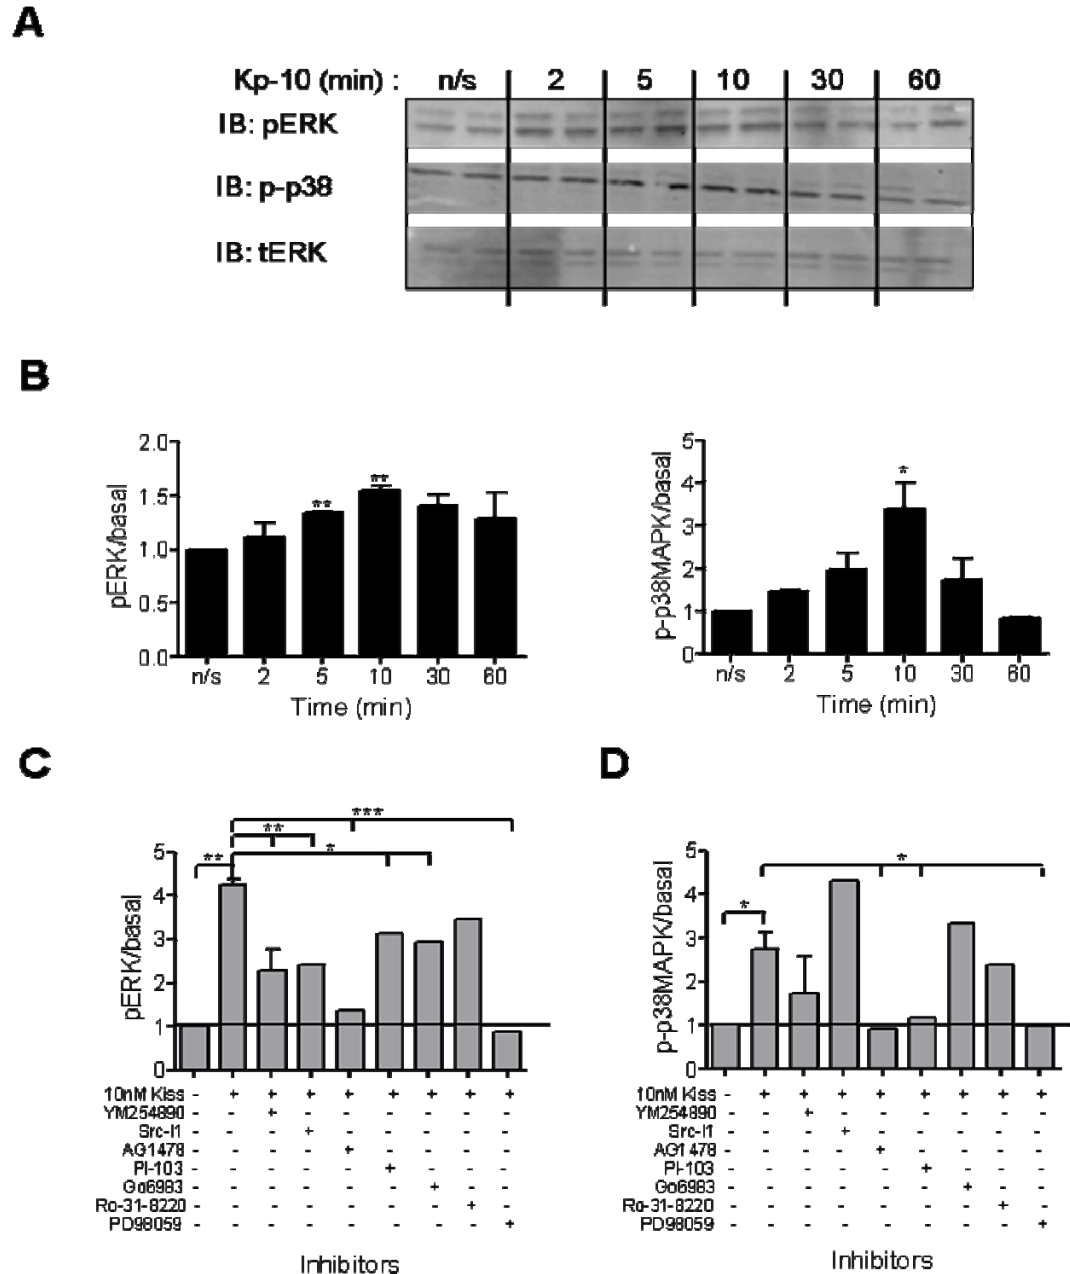 A
Kp-10 (min) : n/s 2 5 10 30 60
IB: pERK
IB: p-p38
IB: tERK
B
pERK/basal
2.0
1.5
1.0
0.5
0.0
** **
n/s 2 5 10 30 60
Time (min)
p-p38MAPK/basal
5
4
3
2
1
0
*
n/s 2 5 10 30 60
Time (min)
C
pERK/basal
***
**
*
**
5
4
3
2
1
0
10nM Kiss - + + + + + + + +
YM254890 - - + - - - - - -
Src-I1 - - - + - - - - -
AG1478 - - - - + - - - -
PI-103 - - - - - + - - -
Go6983 - - - - - - + - -
Ro-31-8220 - - - - - - - + -
PD98059 - - - - - - - - +
Inhibitors
D
p-p38MAPK/basal
*
*
5
4
3
2
1
0
10nM Kiss - + + + + + + + +
YM254890 - - + - - - - - -
Src-I1 - - - + - - - - -
AG1478 - - - - + - - - -
PI-103 - - - - - + - - -
Go6983 - - - - - - + - -
Ro-31-8220 - - - - - - - + -
PD98059 - - - - - - - - +
Inhibitors